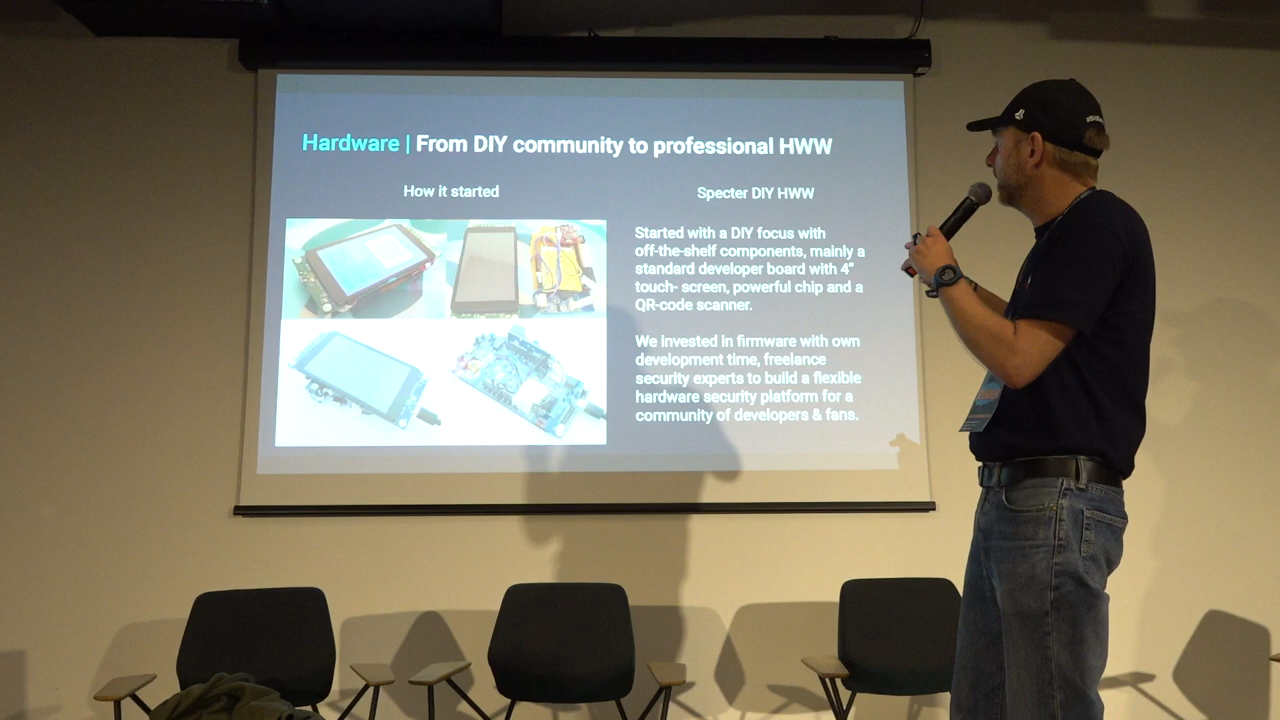 Hardware | From DIY community to professional HWW
How it started
Specter DIY HWW
Started with a DIY focus with
off-the-shelf components, mainly a
standard developer board with 4"
touch- screen, powerful chip and a
QR-code scanner.
We invested in firmware with own
development time, freelance
security experts to build a flexible
hardware security platform for a
community of developers & fans.